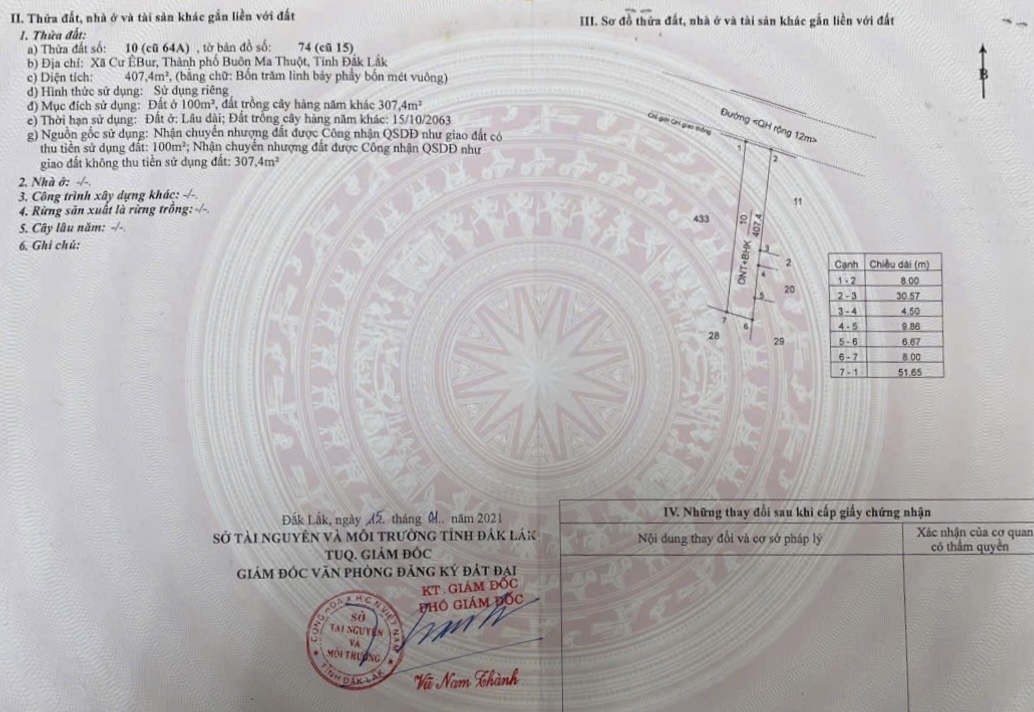 II. Thửa đất, nhà ở và tài sản khác gắn liền với đất
1. Thửa đất:
a) Thửa đất số: 10 (cũ 64A) , tờ bản đồ số: 74 (cũ 15)
b) Địa chỉ: Xã Cư ÊBur, Thành phố Buôn Ma Thuột, Tỉnh Đắk Lắk
c) Diện tích: 407,4m², (bằng chữ: Bốn trăm linh bảy phẩy bốn mét vuông)
d) Hình thức sử dụng: Sử dụng riêng
đ) Mục đích sử dụng: Đất ở 100m², đất trồng cây hàng năm khác 307,4m²
e) Thời hạn sử dụng: Đất ở: Lâu dài; Đất trồng cây hàng năm khác: 15/10/2063
g) Nguồn gốc sử dụng: Nhận chuyển nhượng đất được Công nhận QSDĐ như giao đất có
thu tiền sử dụng đất: 100m²; Nhận chuyển nhượng đất được Công nhận QSDĐ như
giao đất không thu tiền sử dụng đất: 307,4m²
2. Nhà ở: -/-.
3. Công trình xây dựng khác: -/-.
4. Rừng sản xuất là rừng trồng: -/-.
5. Cây lâu năm: -/-.
6. Ghi chú:
III. Sơ đồ thửa đất, nhà ở và tài sản khác gắn liền với đất
B
Đường <QH rộng 12m>
Chỉ giới QH giao thông
1
2
11
433
ONT+BHK 10
407.4
3
2
4
20
5
7
6
28
29
Cạnh Chiều dài (m)
1 - 2 8.00
2 - 3 30.57
3 - 4 4.50
4 - 5 9.86
5 - 6 6.67
6 - 7 8.00
7 - 1 51.65
Đắk Lắk, ngày 15. tháng 01.. năm 2021
SỞ TÀI NGUYÊN VÀ MÔI TRƯỜNG TỈNH ĐẮK LẮK
TUQ. GIÁM ĐỐC
GIÁM ĐỐC VĂN PHÒNG ĐĂNG KÝ ĐẤT ĐAI
KT. GIÁM ĐỐC
PHÓ GIÁM ĐỐC
CỘNG HÒA X.H.C.N VIỆT NAM
SỞ
TÀI NGUYÊN
VÀ
MÔI TRƯỜNG
TỈNH ĐẮK LẮK
Vũ Nam Thành
IV. Những thay đổi sau khi cấp giấy chứng nhận
Nội dung thay đổi và cơ sở pháp lý
Xác nhận của cơ quan
có thẩm quyền